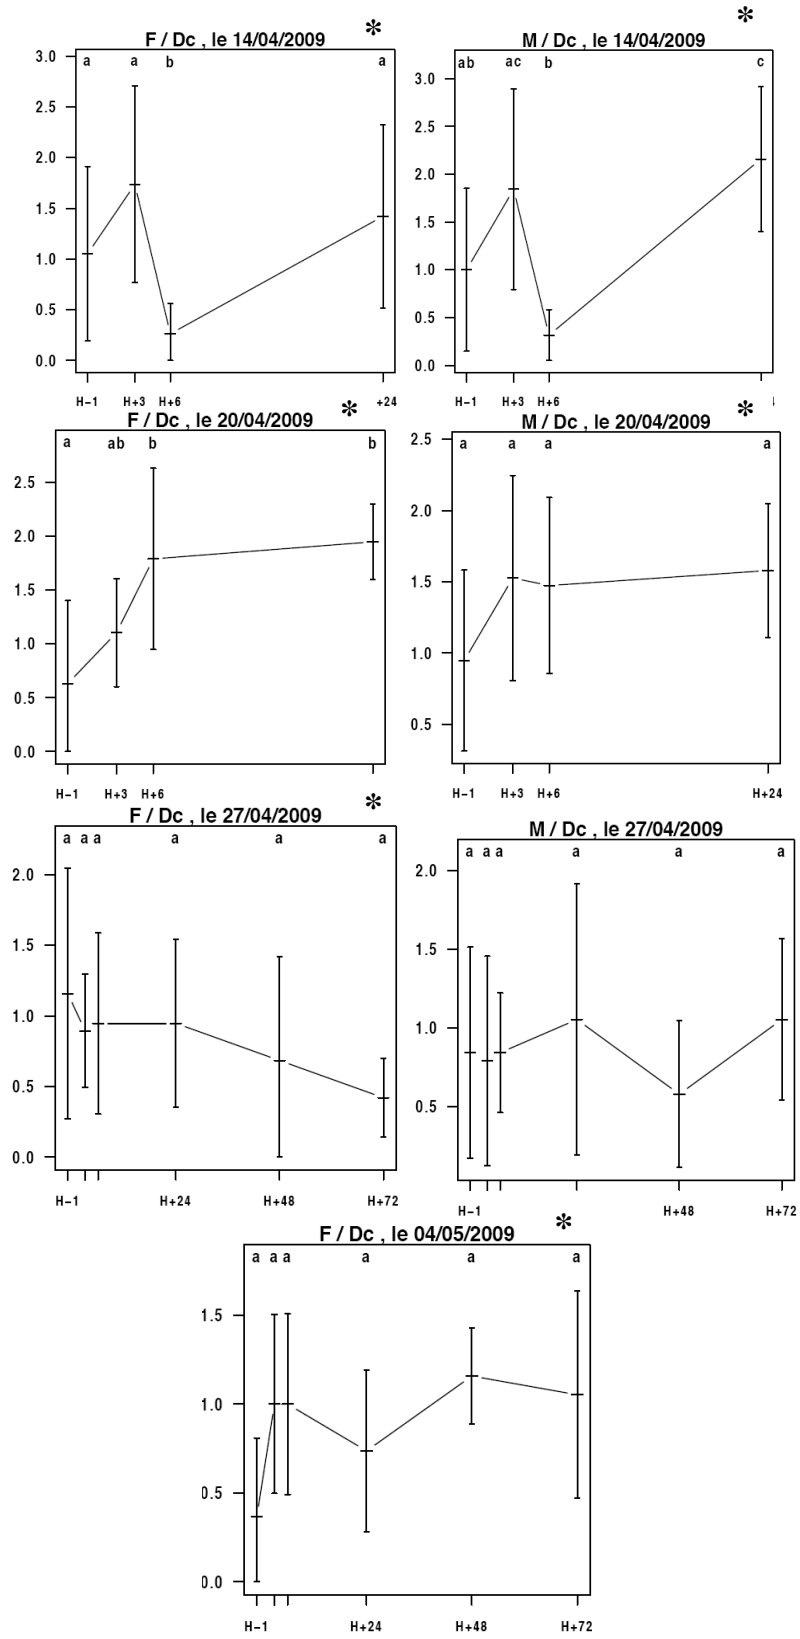 F / Dc , le 14/04/2009 *
a a b a
3.0
2.5
2.0
1.5
1.0
0.5
0.0
H−1 H+3 H+6 +24
M / Dc , le 14/04/2009 *
ab ac b c
3.0
2.5
2.0
1.5
1.0
0.5
0.0
H−1 H+3 H+6
F / Dc , le 20/04/2009 *
a ab b b
2.5
2.0
1.5
1.0
0.5
0.0
H−1 H+3 H+6
M / Dc , le 20/04/2009 *
a a a a
2.5
2.0
1.5
1.0
0.5
H−1 H+3 H+6 H+24
F / Dc , le 27/04/2009 *
a a a a a a
2.0
1.5
1.0
0.5
0.0
H−1 H+24 H+48 H+72
M / Dc , le 27/04/2009
a a a a a a
2.0
1.5
1.0
0.5
H−1 H+48 H+72
F / Dc , le 04/05/2009 *
a a a a a a
1.5
1.0
0.5
0.0
H−1 H+24 H+48 H+72